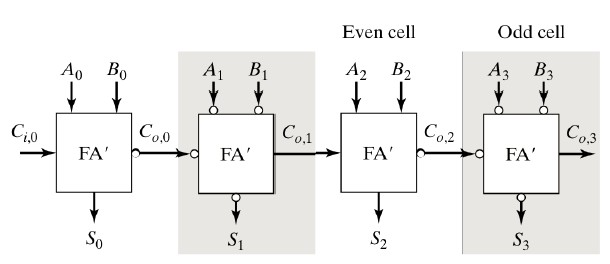 Even cell Odd cell
A0 B0 A1 B1 A2 B2 A3 B3
Ci,0 Co,0 Co,1 Co,2 Co,3
FA′ FA′ FA′ FA′
S0 S1 S2 S3